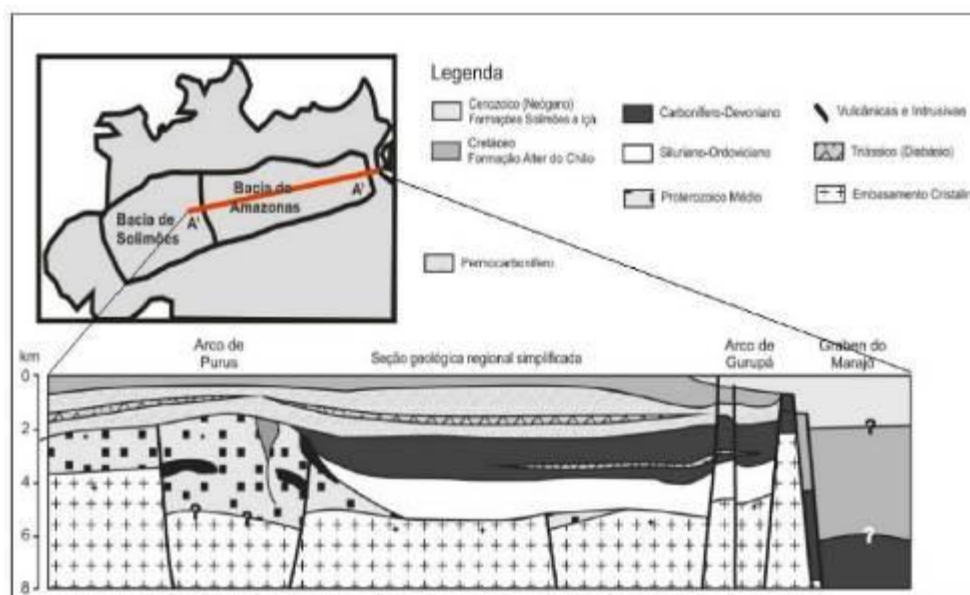 Legenda
Cenozoico (Neógeno)
Formações Solimões e Içá
Cretáceo
Formação Alter do Chão
Carbonífero-Devoniano
Siluriano-Ordoviciano
Proterozoico Médio
Vulcânicas e Intrusivas
Triássico (Diabásio)
Embasamento Cristalin
Permocarbonífero
Bacia do
Amazonas
A'
Bacia de
Solimões
A'
Arco de
Purus
Seção geológica regional simplificada
Arco de
Gurupá
Graben do
Marajó
km
0
2
4
6
8
?
?
?
?